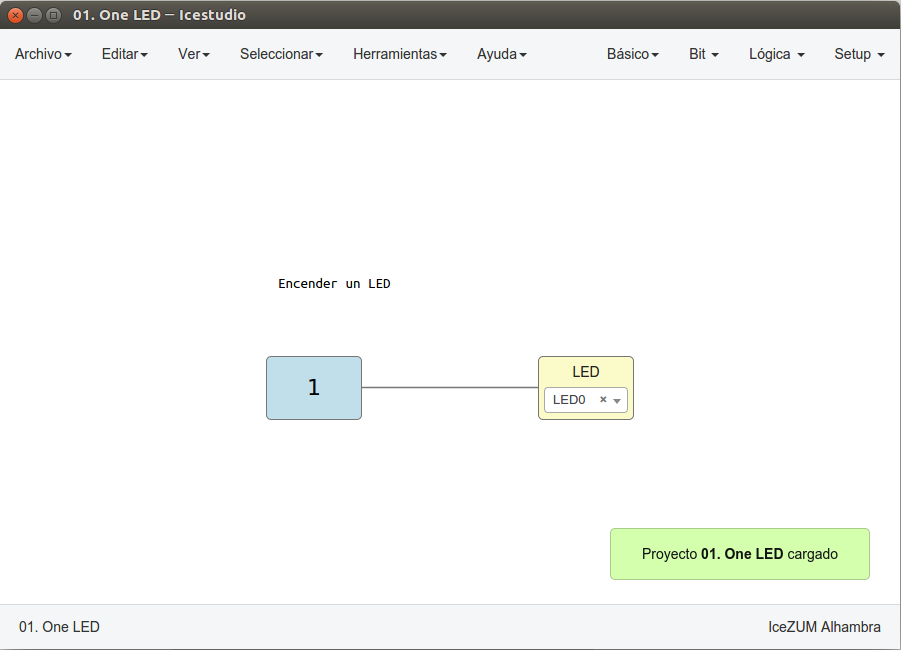 01. One LED — Icestudio
Archivo Editar Ver Seleccionar Herramientas Ayuda Básico Bit Lógica Setup
Encender un LED
1
LED
LED0
Proyecto 01. One LED cargado
01. One LED IceZUM Alhambra